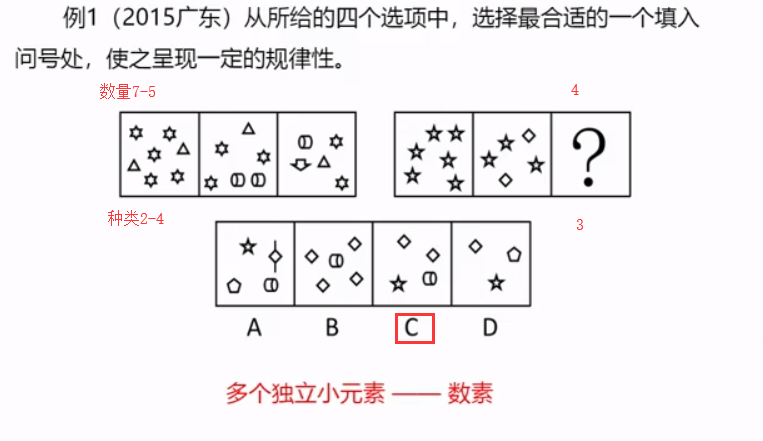 例1（2015广东）从所给的四个选项中，选择最合适的一个填入
问号处，使之呈现一定的规律性。
数量7-5
4
?
种类2-4
3
A B C D
多个独立小元素 —— 数素